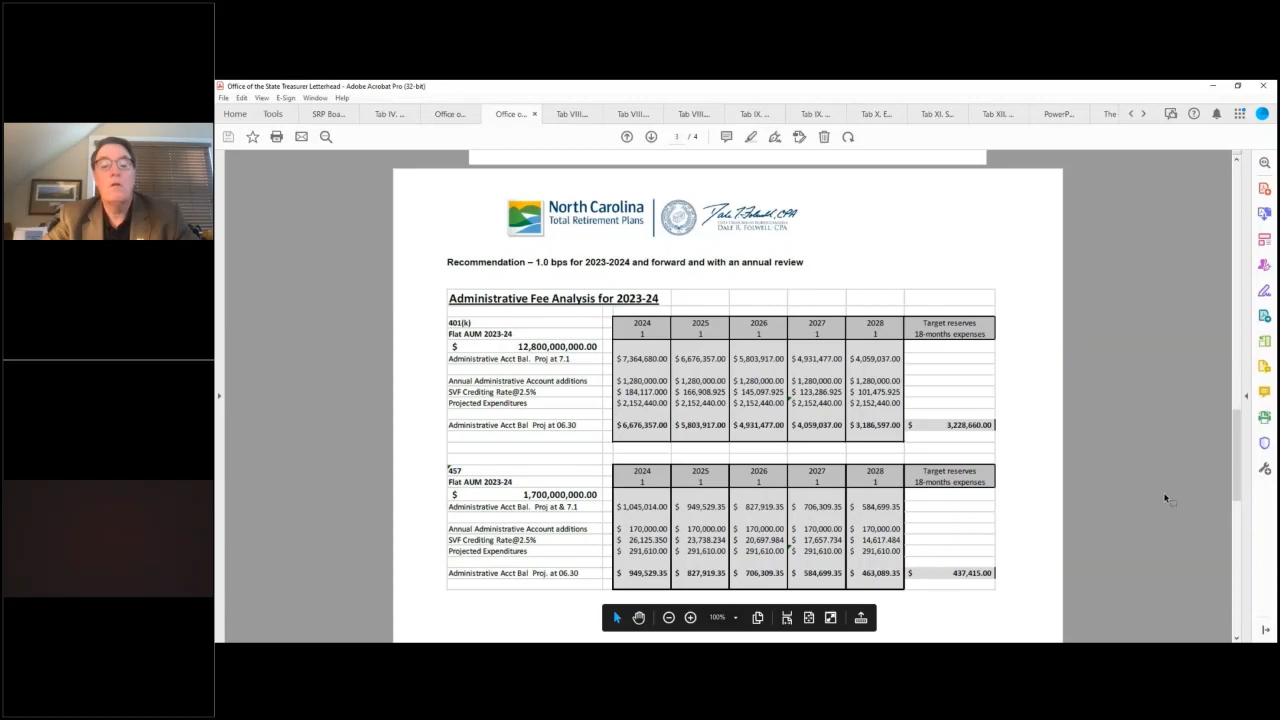 Office of the State Treasurer Letterhead - Adobe Acrobat Pro (32-bit)
File Edit View E-Sign Window Help
Home Tools SRP Boa... Tab IV. ... Office o... Office o... × Tab VIII.... Tab VIII.... Tab VIII.... Tab IX. ... Tab IX. ... Tab X. E... Tab XI. S... Tab XII. ... PowerP... The
3 / 4
North Carolina
Total Retirement Plans
Dale R. Folwell, CPA
DALE R. FOLWELL, CPA
Recommendation – 1.0 bps for 2023-2024 and forward and with an annual review
Administrative Fee Analysis for 2023-24
401(k) 2024 2025 2026 2027 2028 Target reserves
Flat AUM 2023-24 1 1 1 1 1 18-months expenses
$ 12,800,000,000.00
Administrative Acct Bal. Proj at 7.1 $ 7,364,680.00 $ 6,676,357.00 $ 5,803,917.00 $ 4,931,477.00 $ 4,059,037.00
Annual Administrative Account additions $ 1,280,000.00 $ 1,280,000.00 $ 1,280,000.00 $ 1,280,000.00 $ 1,280,000.00
SVF Crediting Rate@2.5% $ 184,117.000 $ 166,908.925 $ 145,097.925 $ 123,286.925 $ 101,475.925
Projected Expenditures $ 2,152,440.00 $ 2,152,440.00 $ 2,152,440.00 $ 2,152,440.00 $ 2,152,440.00
Administrative Acct Bal Proj at 06.30 $ 6,676,357.00 $ 5,803,917.00 $ 4,931,477.00 $ 4,059,037.00 $ 3,186,597.00 $ 3,228,660.00
457 2024 2025 2026 2027 2028 Target reserves
Flat AUM 2023-24 1 1 1 1 1 18-months expenses
$ 1,700,000,000.00
Administrative Acct Bal. Proj at & 7.1 $ 1,045,014.00 $ 949,529.35 $ 827,919.35 $ 706,309.35 $ 584,699.35
Annual Administrative Account additions $ 170,000.00 $ 170,000.00 $ 170,000.00 $ 170,000.00 $ 170,000.00
SVF Crediting Rate@2.5% $ 26,125.350 $ 23,738.234 $ 20,697.984 $ 17,657.734 $ 14,617.484
Projected Expenditures $ 291,610.00 $ 291,610.00 $ 291,610.00 $ 291,610.00 $ 291,610.00
Administrative Acct Bal Proj. at 06.30 $ 949,529.35 $ 827,919.35 $ 706,309.35 $ 584,699.35 $ 463,089.35 $ 437,415.00
100%